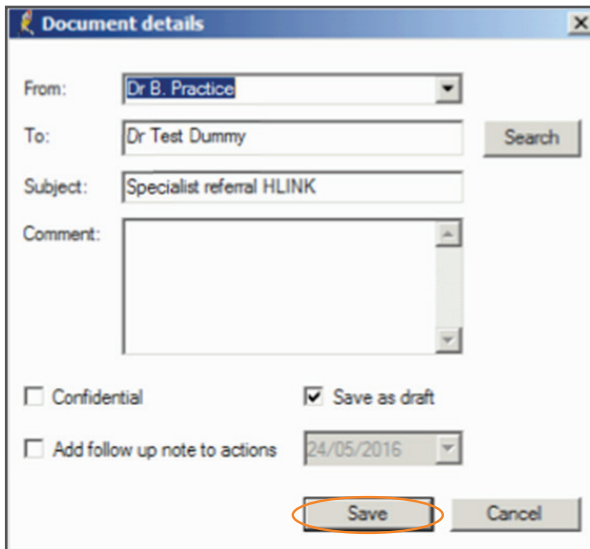 Document details
From: Dr B. Practice
To: Dr Test Dummy Search
Subject: Specialist referral HLINK
Comment:
Confidential Save as draft
Add follow up note to actions 24/05/2016
Save Cancel